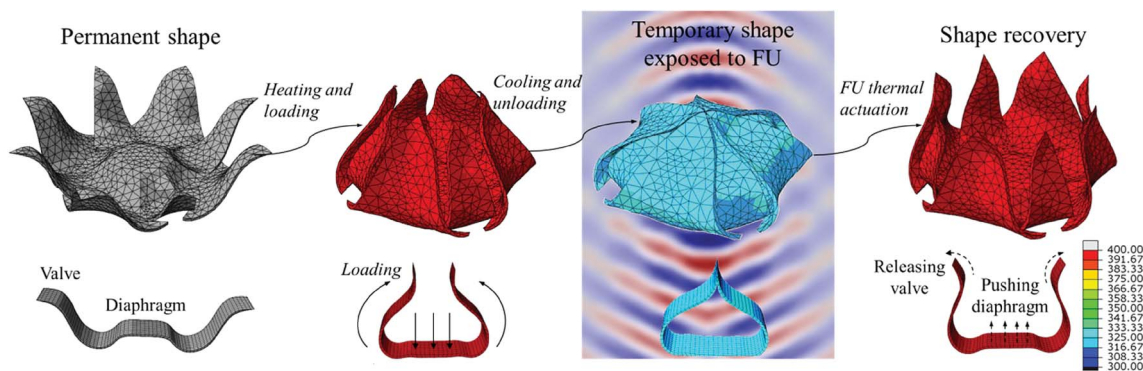 Permanent shape
Heating and
loading
Cooling and
unloading
Temporary shape
exposed to FU
FU thermal
actuation
Shape recovery
Valve
Diaphragm
Loading
Releasing
valve
Pushing
diaphragm
400.00
391.67
383.33
375.00
366.67
358.33
350.00
341.67
333.33
325.00
316.67
308.33
300.00